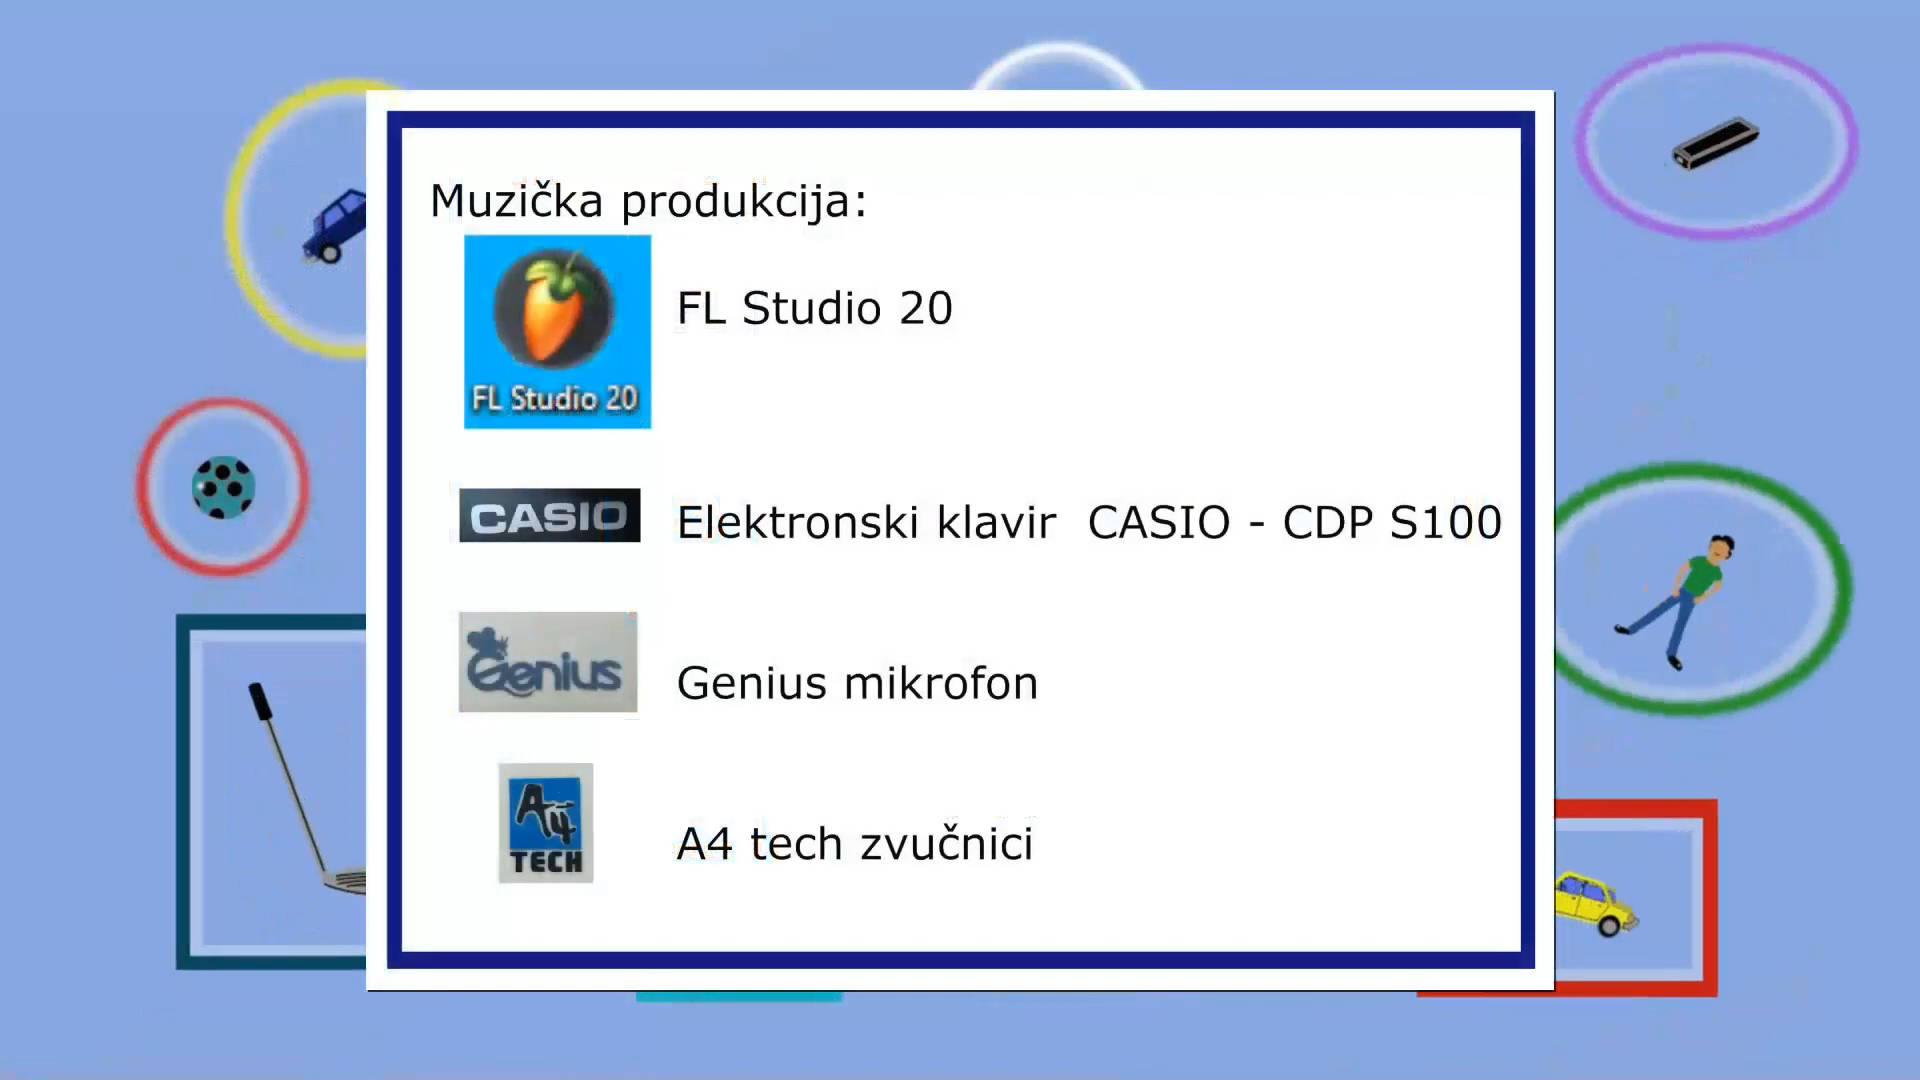 Muzička produkcija:
FL Studio 20
FL Studio 20
CASIO
Elektronski klavir  CASIO - CDP S100
Genius
Genius mikrofon
A4
TECH
A4 tech zvučnici